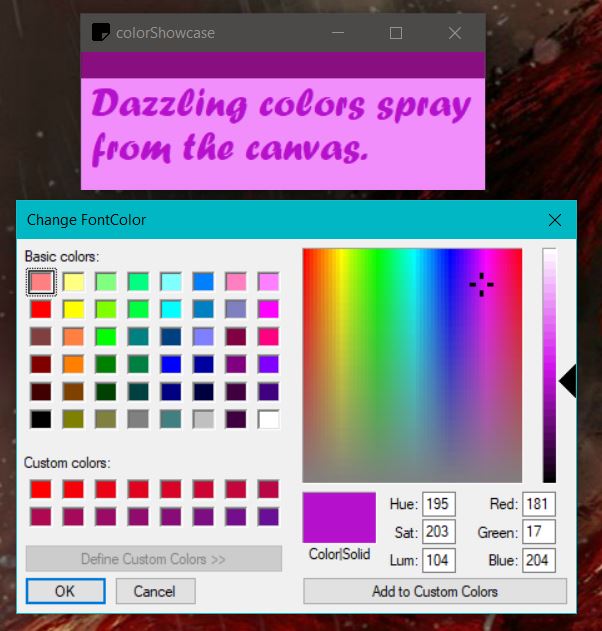 colorShowcase
Dazzling colors spray
from the canvas.
Change FontColor
Basic colors:
Custom colors:
Define Custom Colors >>
OK Cancel
Color|Solid
Hue: 195 Red: 181
Sat: 203 Green: 17
Lum: 104 Blue: 204
Add to Custom Colors